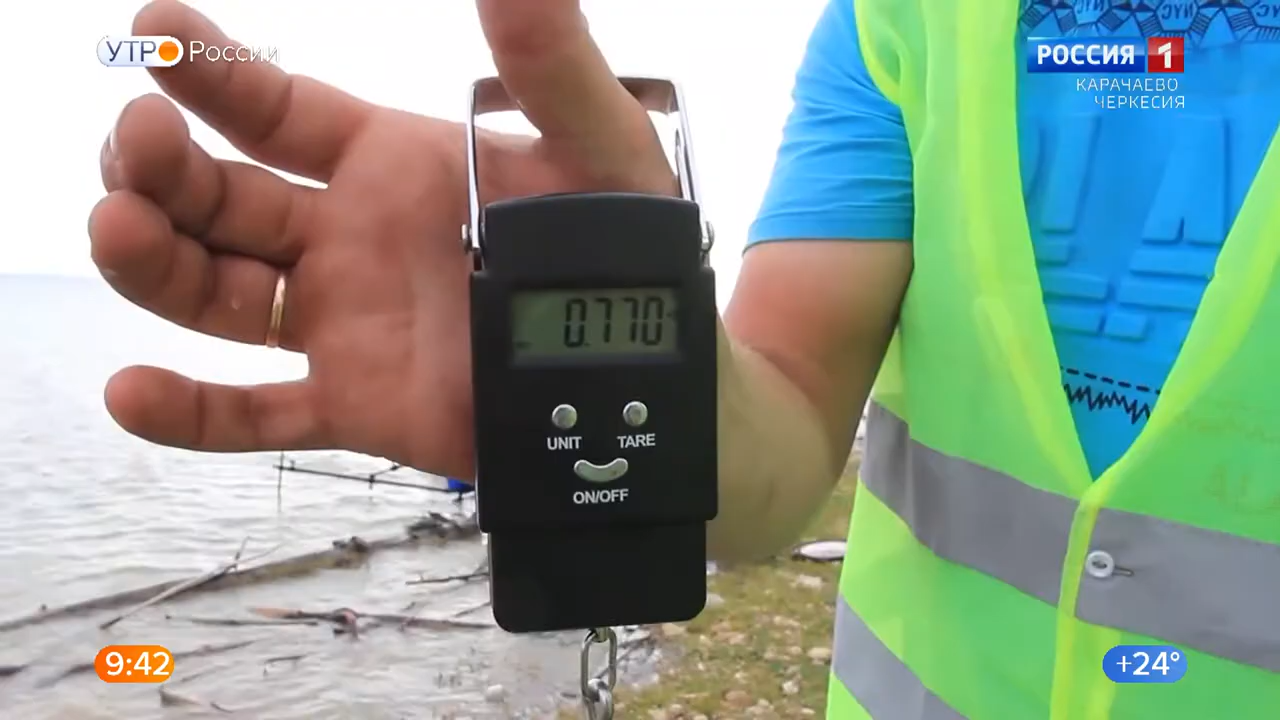 УТРО России
РОССИЯ 1
КАРАЧАЕВО
ЧЕРКЕСИЯ
0.770
UNIT TARE
ON/OFF
9:42
+24°